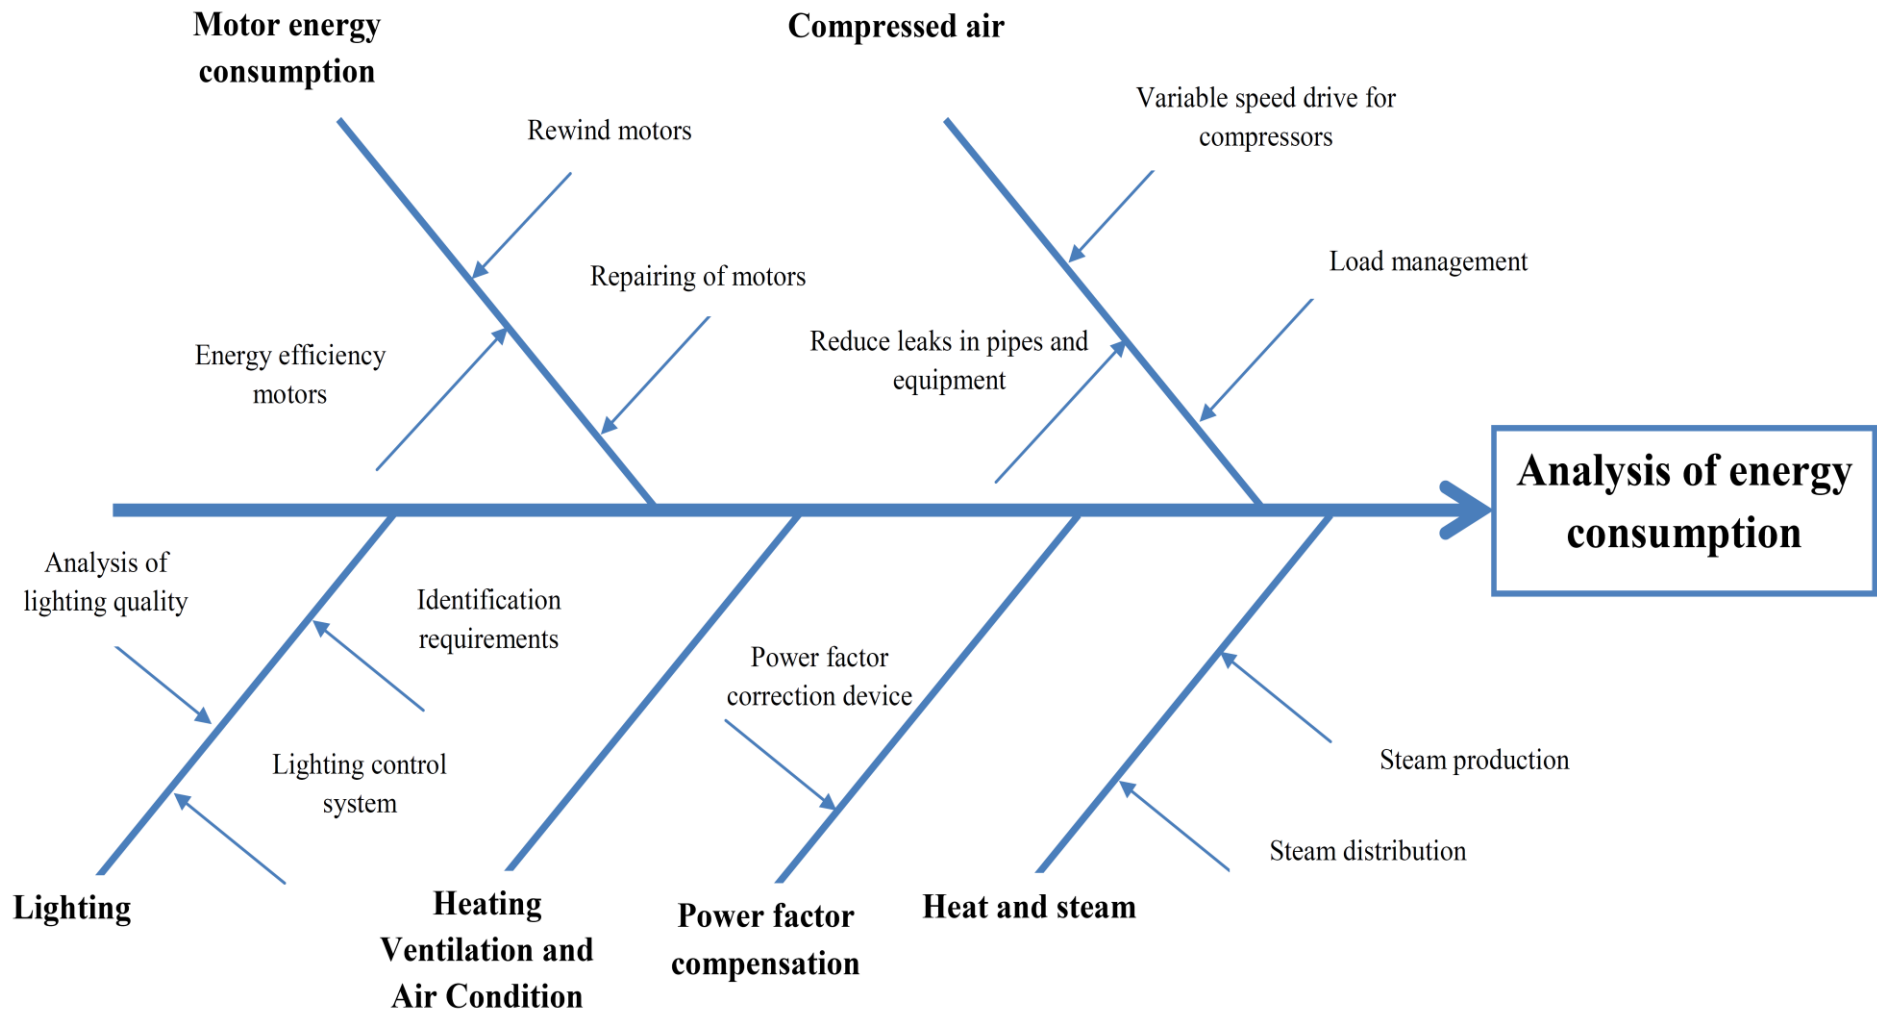 Motor energy
consumption
Compressed air
Variable speed drive for
compressors
Rewind motors
Load management
Repairing of motors
Reduce leaks in pipes and
equipment
Energy efficiency
motors
Analysis of energy
consumption
Analysis of
lighting quality
Identification
requirements
Power factor
correction device
Lighting control
system
Steam production
Steam distribution
Lighting
Heating
Ventilation and
Air Condition
Power factor
compensation
Heat and steam